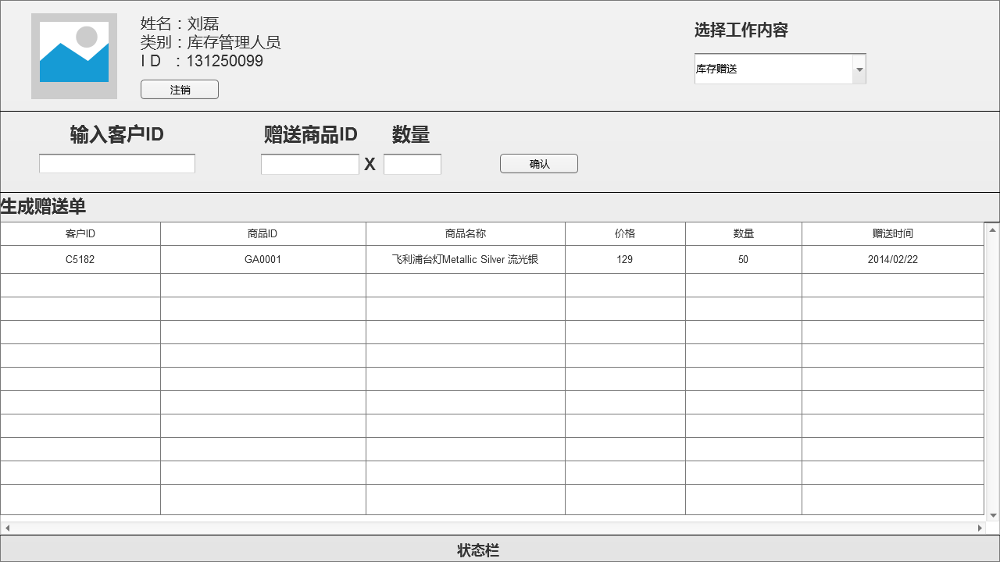 姓名：刘磊
类别：库存管理人员
I D ：131250099
注销
选择工作内容
库存赠送
输入客户ID
赠送商品ID
数量
X
确认
生成赠送单
客户ID 商品ID 商品名称 价格 数量 赠送时间
C5182 GA0001 飞利浦台灯Metallic Silver 流光银 129 50 2014/02/22
状态栏